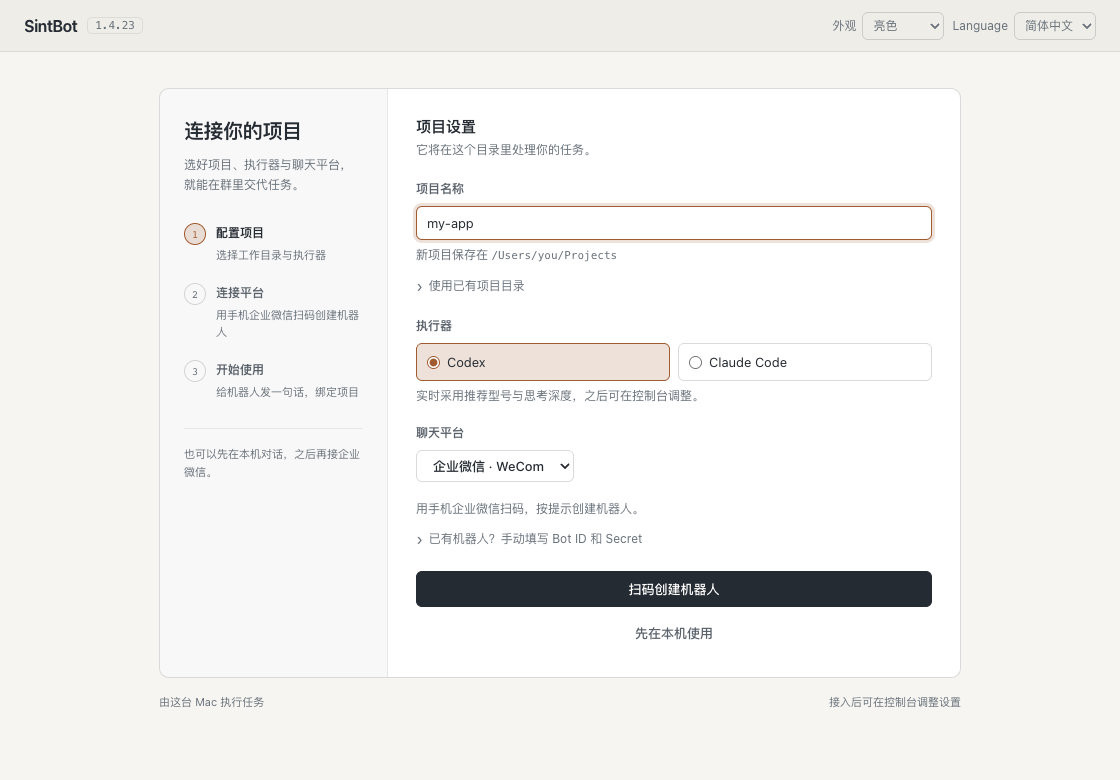 SintBot 1.4.23 外观 亮色 Language 简体中文
连接你的项目
选好项目、执行器与聊天平台，
就能在群里交代任务。
1 配置项目
选择工作目录与执行器
2 连接平台
用手机企业微信扫码创建机器
人
3 开始使用
给机器人发一句话，绑定项目
也可以先在本机对话，之后再接企业
微信。
项目设置
它将在这个目录里处理你的任务。
项目名称
my-app
新项目保存在 /Users/you/Projects
› 使用已有项目目录
执行器
Codex Claude Code
实时采用推荐型号与思考深度，之后可在控制台调整。
聊天平台
企业微信 · WeCom
用手机企业微信扫码，按提示创建机器人。
› 已有机器人？手动填写 Bot ID 和 Secret
扫码创建机器人
先在本机使用
由这台 Mac 执行任务 接入后可在控制台调整设置